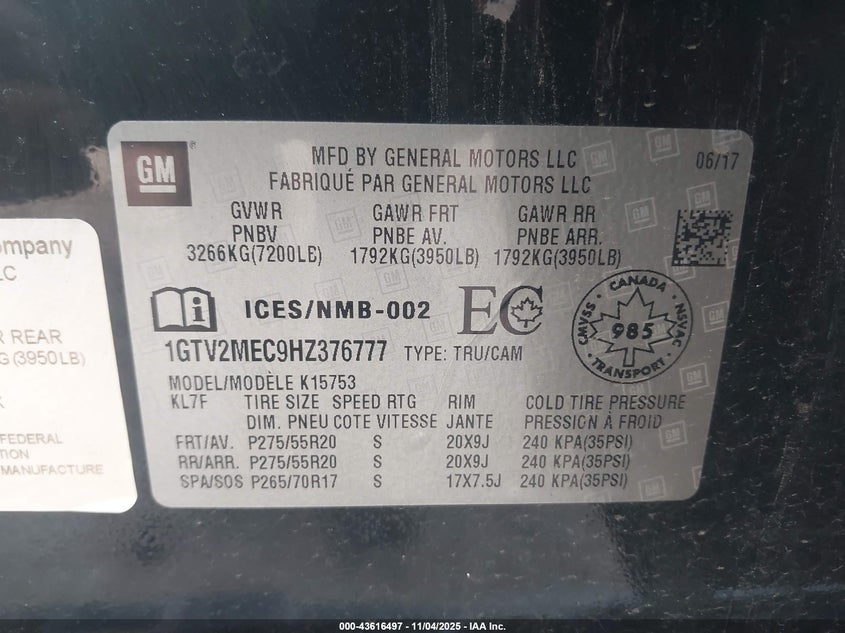 GM
MFD BY GENERAL MOTORS LLC 06/17
FABRIQUÉ PAR GENERAL MOTORS LLC
GVWR GAWR FRT GAWR RR
PNBV PNBE AV. PNBE ARR.
3266KG(7200LB) 1792KG(3950LB) 1792KG(3950LB)
i ICES/NMB-002 EC
CANADA
CMVSS 985 NSVAC
TRANSPORT
1GTV2MEC9HZ376777 TYPE: TRU/CAM
MODEL/MODÈLE K15753
KL7F TIRE SIZE SPEED RTG RIM COLD TIRE PRESSURE
DIM. PNEU COTE VITESSE JANTE PRESSION À FROID
FRT/AV. P275/55R20 S 20X9J 240 KPA(35PSI)
RR/ARR. P275/55R20 S 20X9J 240 KPA(35PSI)
SPA/SOS P265/70R17 S 17X7.5J 240 KPA(35PSI)
ompany
LC
R REAR
G(3950LB)
FEDERAL
TION
MANUFACTURE
000-43616497 - 11/04/2025 - IAA Inc.